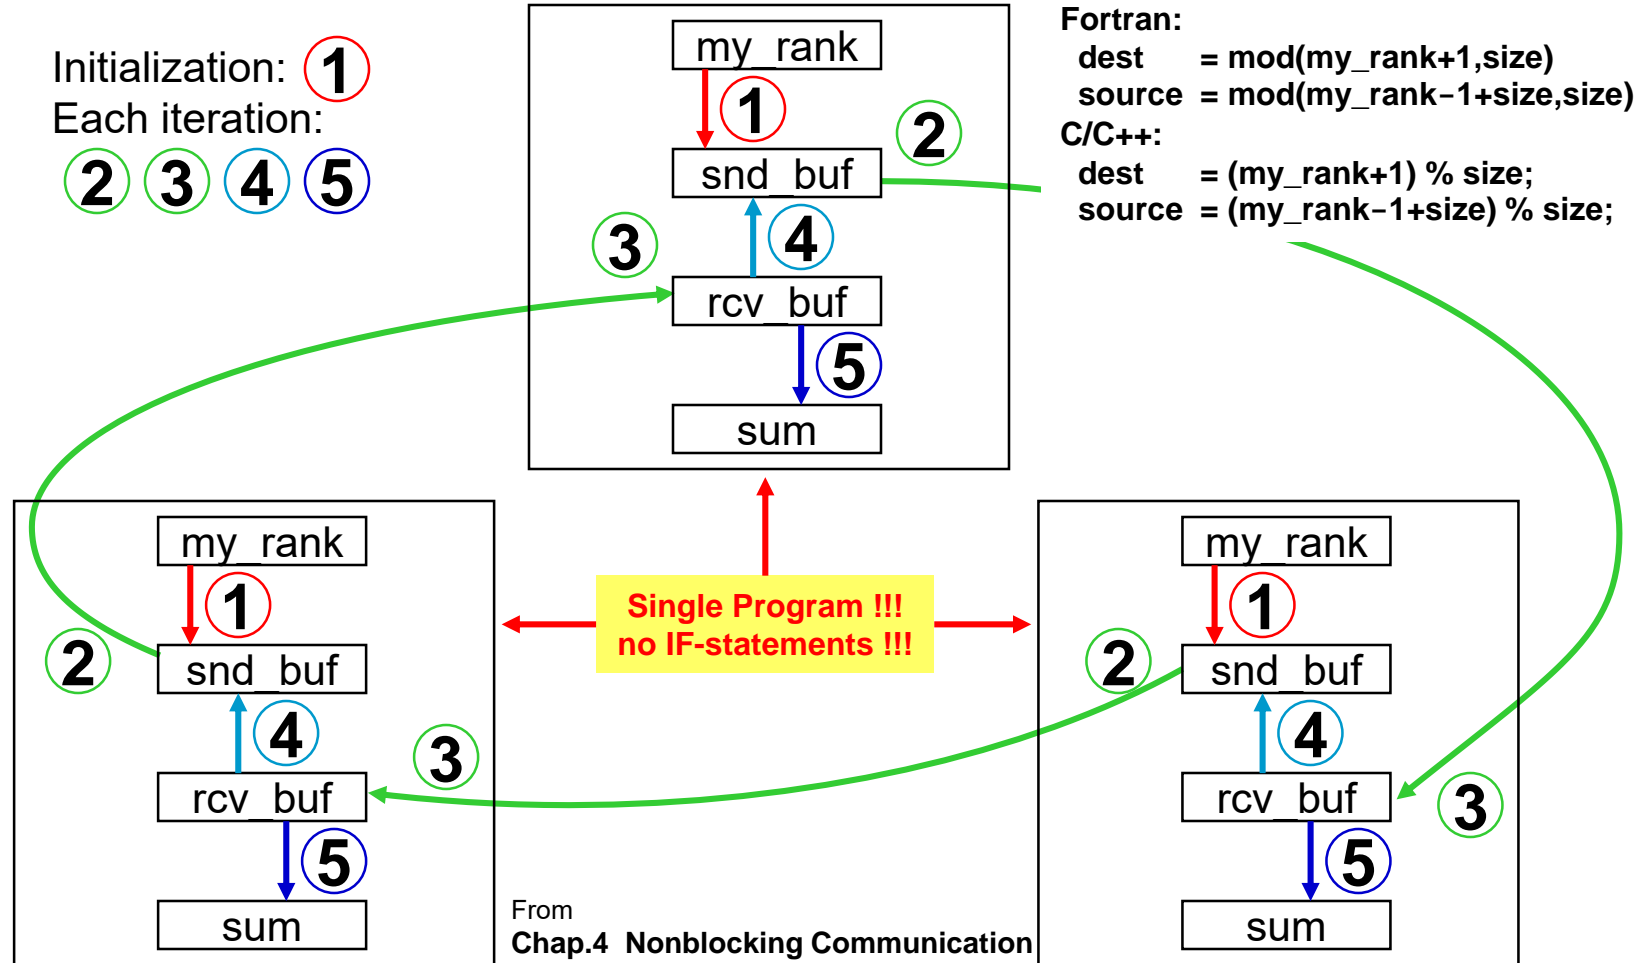 Initialization: 1
Each iteration:
2 3 4 5
my_rank
1
2
snd_buf
3
4
rcv_buf
5
sum
Fortran:
dest = mod(my_rank+1,size)
source = mod(my_rank−1+size,size)
C/C++:
dest = (my_rank+1) % size;
source = (my_rank−1+size) % size;
my_rank
1
2
snd_buf
4
3
rcv_buf
5
sum
Single Program !!!
no IF-statements !!!
my_rank
1
2
snd_buf
4
rcv_buf
3
5
sum
From
Chap.4 Nonblocking Communication